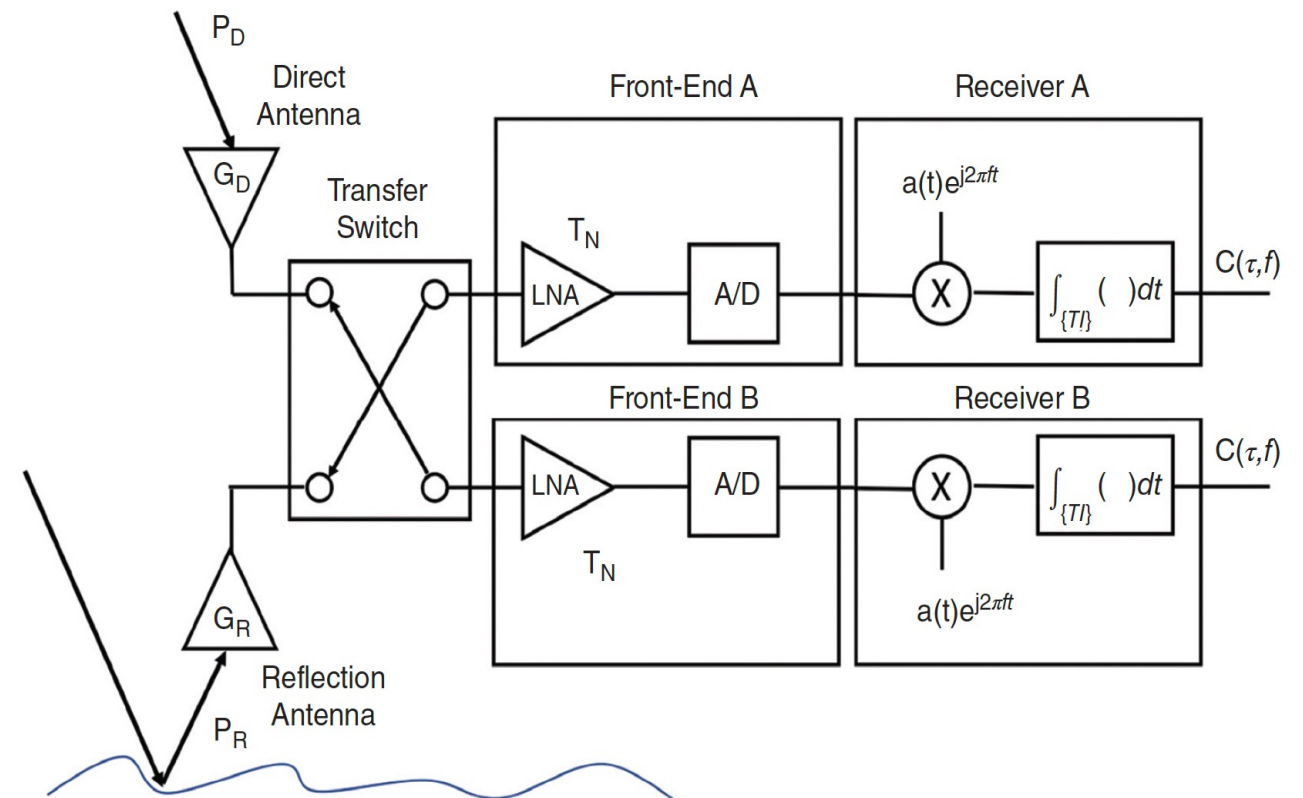 P_D
Direct
Antenna
G_D
Transfer
Switch
Front-End A
T_N
LNA
A/D
Receiver A
a(t)e^{j2πft}
X
∫_{{TI}} ( )dt
C(τ,f)
Front-End B
LNA
A/D
T_N
Receiver B
X
∫_{{TI}} ( )dt
C(τ,f)
a(t)e^{j2πft}
G_R
Reflection
Antenna
P_R